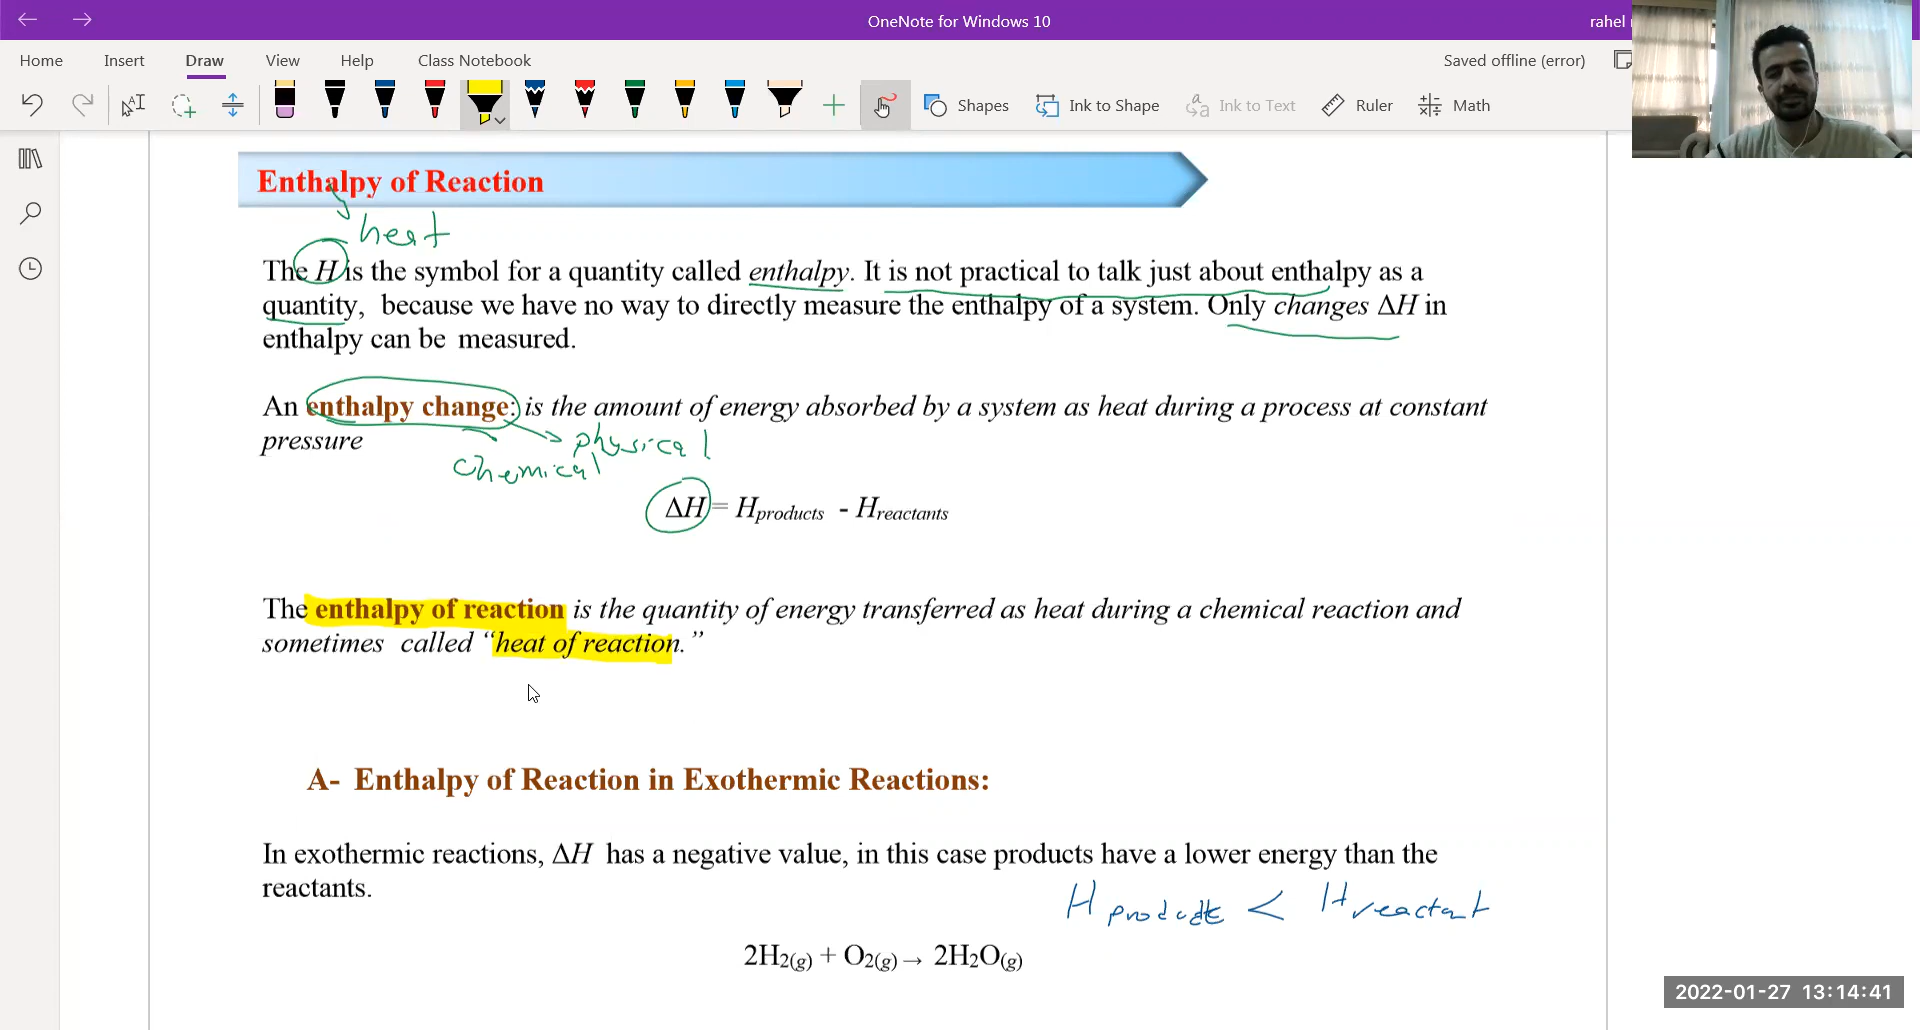 OneNote for Windows 10
rahel
Home Insert Draw View Help Class Notebook
Saved offline (error)
Shapes Ink to Shape Ink to Text Ruler Math
Enthalpy of Reaction
heat
The H is the symbol for a quantity called enthalpy. It is not practical to talk just about enthalpy as a
quantity, because we have no way to directly measure the enthalpy of a system. Only changes ΔH in
enthalpy can be measured.
An enthalpy change: is the amount of energy absorbed by a system as heat during a process at constant
pressure
physical
chemical
ΔH = Hproducts - Hreactants
The enthalpy of reaction is the quantity of energy transferred as heat during a chemical reaction and
sometimes called “heat of reaction.”
A- Enthalpy of Reaction in Exothermic Reactions:
In exothermic reactions, ΔH has a negative value, in this case products have a lower energy than the
reactants.
H product < H reactant
2H2(g) + O2(g) → 2H2O(g)
2022-01-27 13:14:41